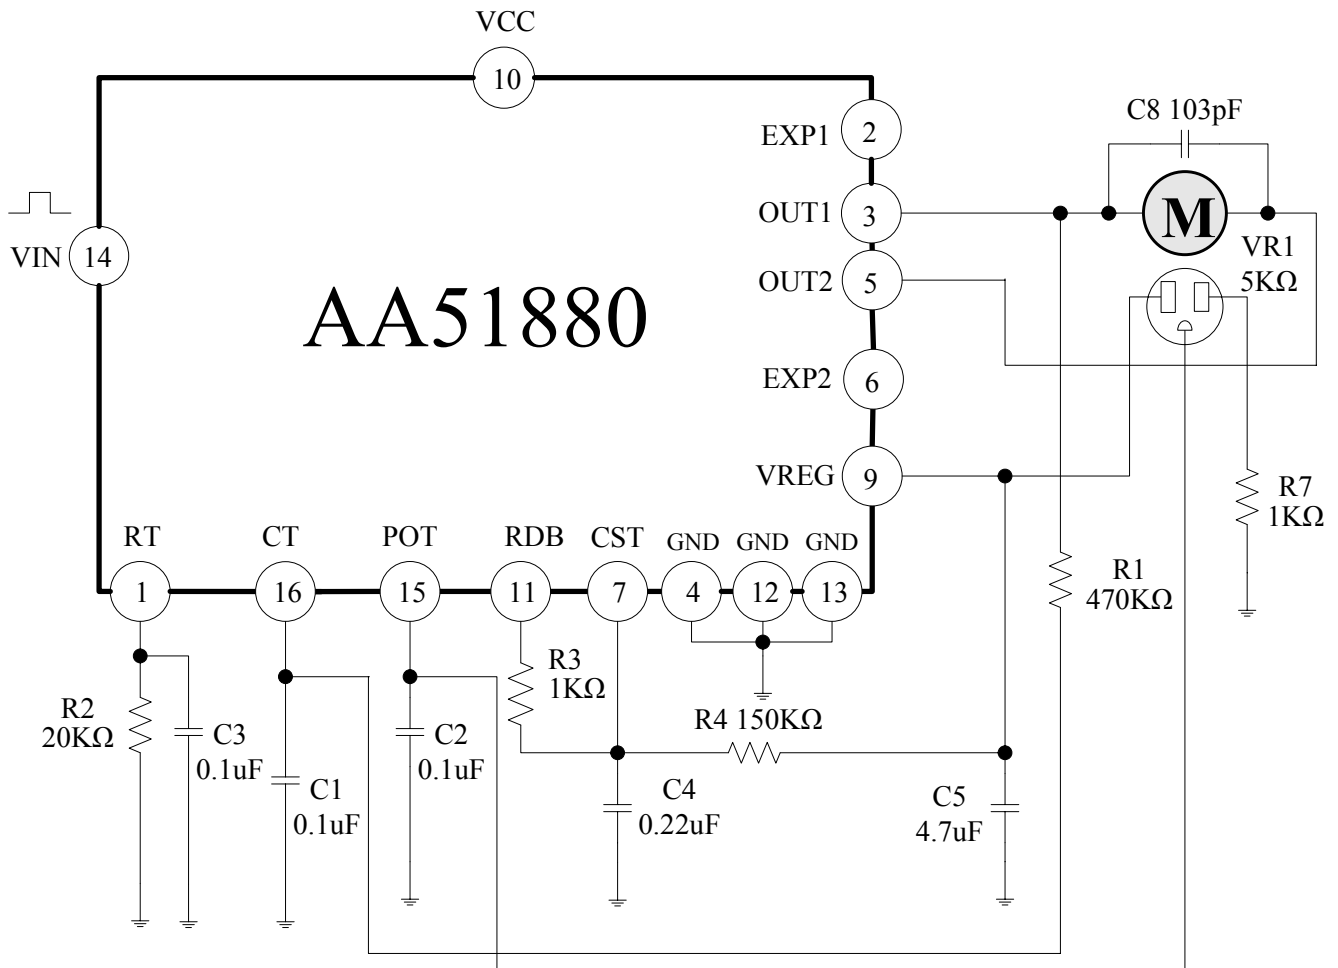 VCC
10
EXP1
2
C8 103pF
OUT1
3
M
VIN
14
VR1
5KΩ
OUT2
5
AA51880
EXP2
6
VREG
9
R7
1KΩ
RT
CT
POT
RDB
CST
GND
GND
GND
1
16
15
11
7
4
12
13
R1
470KΩ
R3
1KΩ
R2
20KΩ
R4 150KΩ
C3
0.1uF
C2
0.1uF
C1
0.1uF
C4
0.22uF
C5
4.7uF